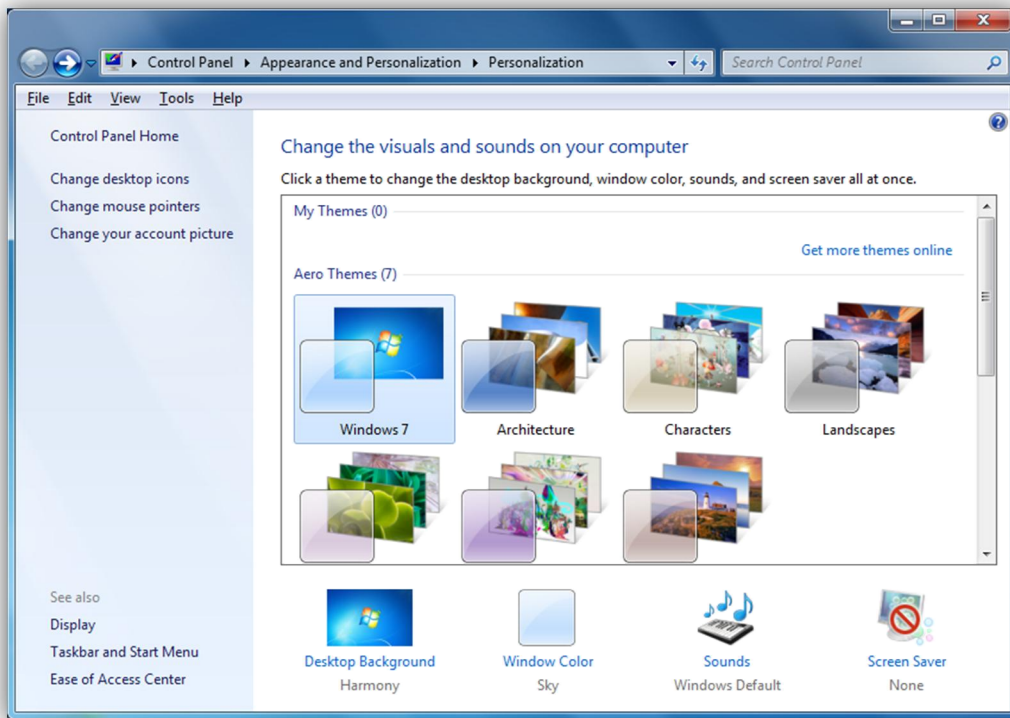 Control Panel Appearance and Personalization Personalization Search Control Panel
File Edit View Tools Help
Control Panel Home
Change desktop icons
Change mouse pointers
Change your account picture
See also
Display
Taskbar and Start Menu
Ease of Access Center
Change the visuals and sounds on your computer
Click a theme to change the desktop background, window color, sounds, and screen saver all at once.
My Themes (0)
Get more themes online
Aero Themes (7)
Windows 7 Architecture Characters Landscapes
Desktop Background Window Color Sounds Screen Saver
Harmony Sky Windows Default None